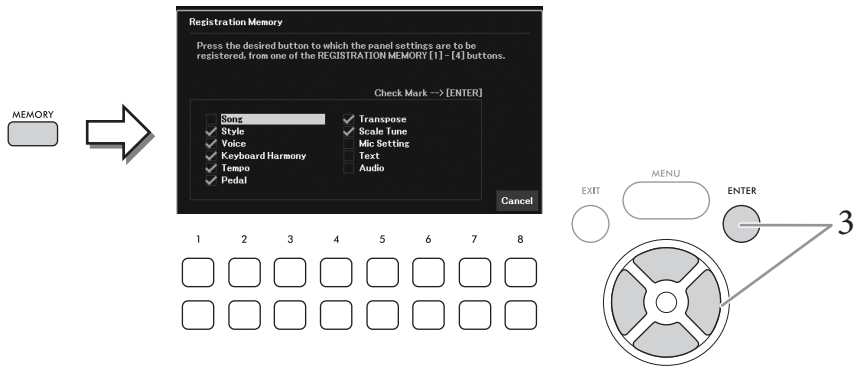 MEMORY
Registration Memory
Press the desired button to which the panel settings are to be
registered, from one of the REGISTRATION MEMORY [1] - [4] buttons.
Check Mark --> [ENTER]
Song
Style
Voice
Keyboard Harmony
Tempo
Pedal
Transpose
Scale Tune
Mic Setting
Text
Audio
Cancel
1 2 3 4 5 6 7 8
EXIT
MENU
ENTER
3